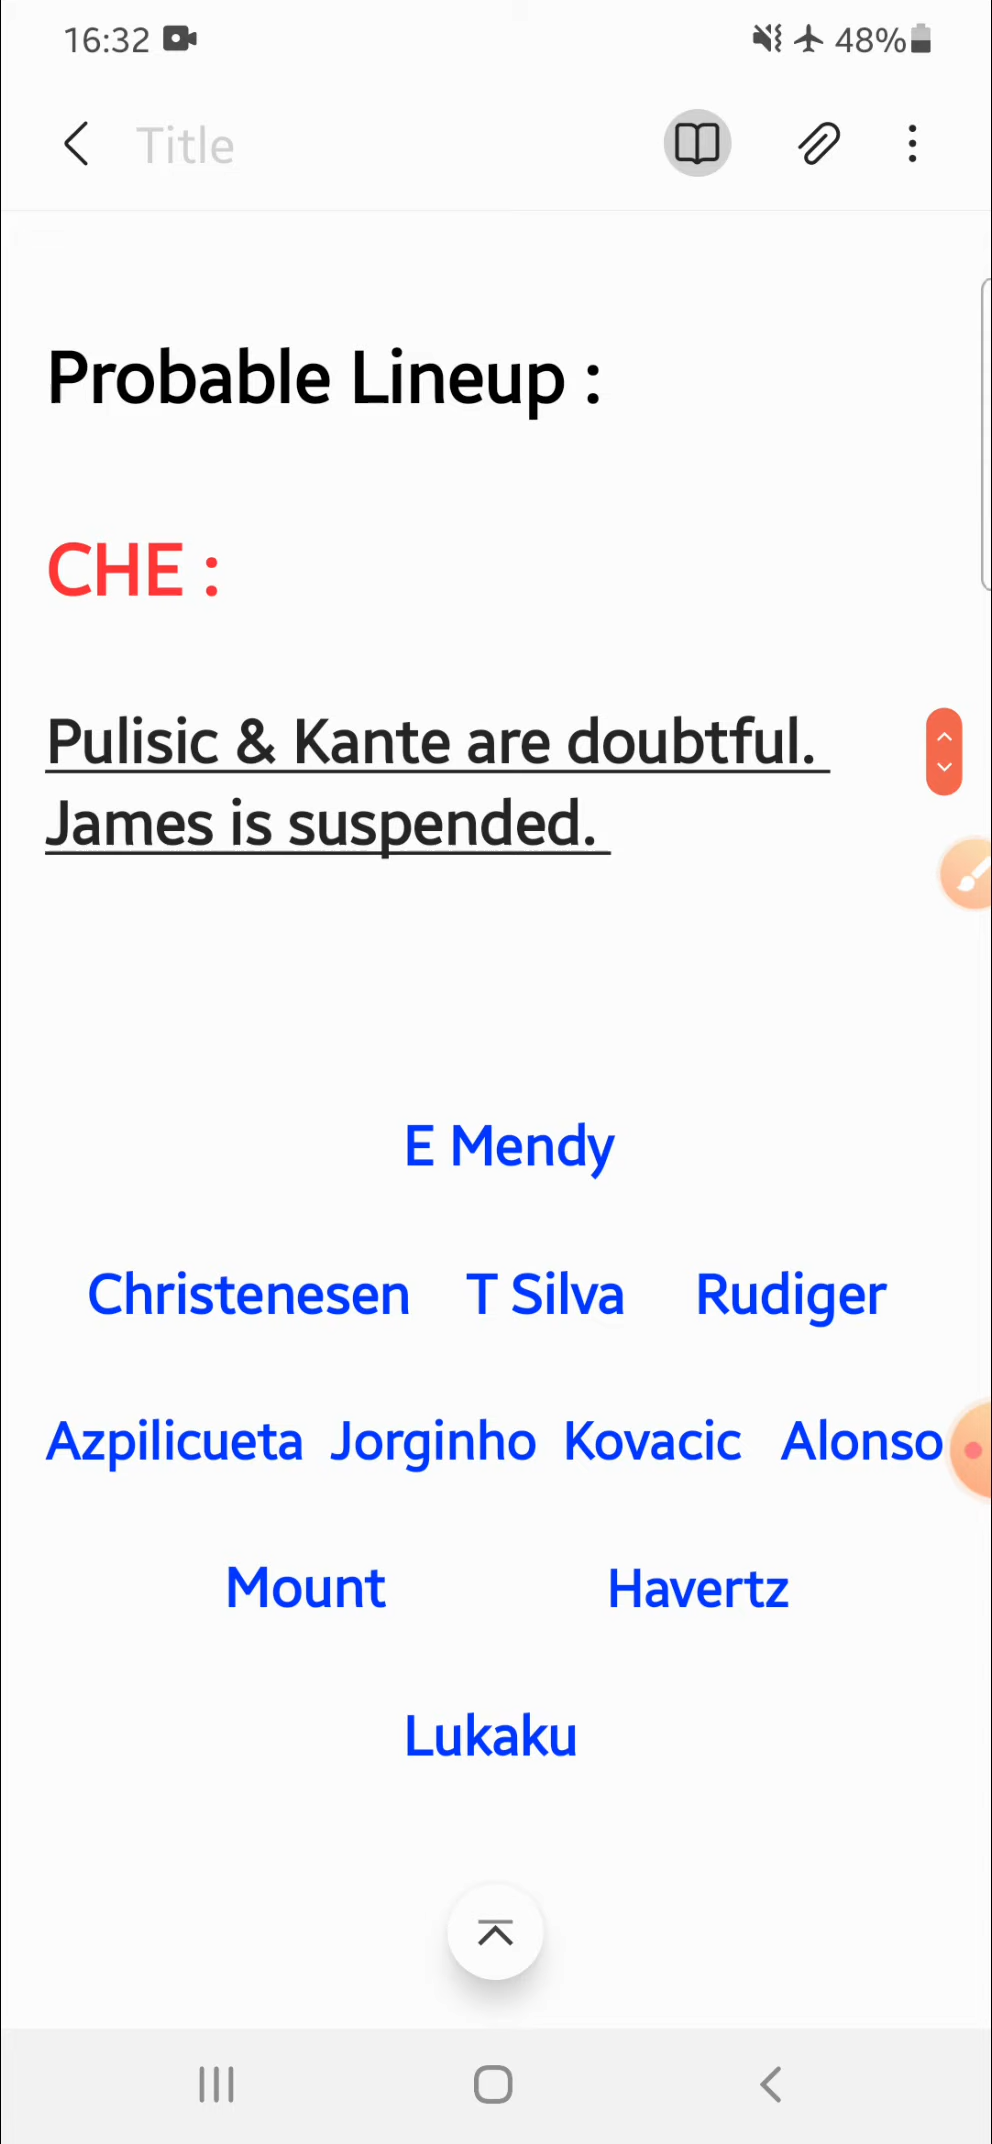 16:32 48%
Title
Probable Lineup :
CHE :
Pulisic & Kante are doubtful.
James is suspended.
E Mendy
Christenesen T Silva Rudiger
Azpilicueta Jorginho Kovacic Alonso
Mount Havertz
Lukaku